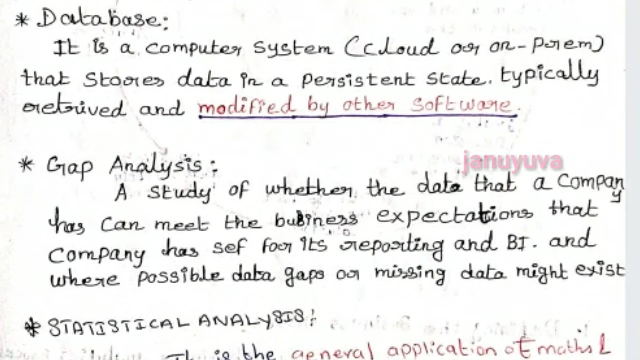 * Database:
It is a computer system (cloud or on-prem)
that stores data in a persistent state. typically
retrived and modified by other software.
januyuva
* Gap Analysis:
A study of whether the data that a company
has can meet the business expectations that
company has sef for its reporting and BI. and
where possible data gaps or missing data might exist
* STATISTICAL ANALYSIS:
It is the general application of maths &